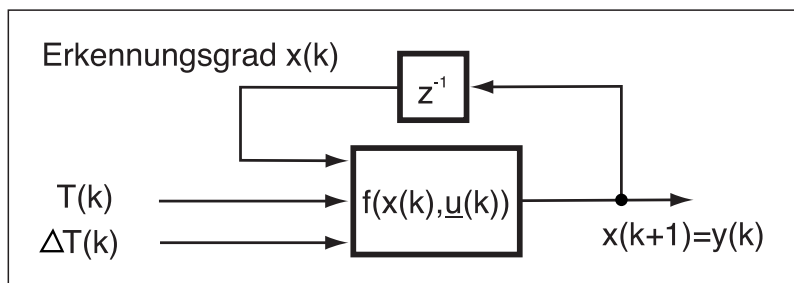 Erkennungsgrad x(k)
z⁻¹
T(k)
f(x(k),u(k))
ΔT(k)
x(k+1)=y(k)